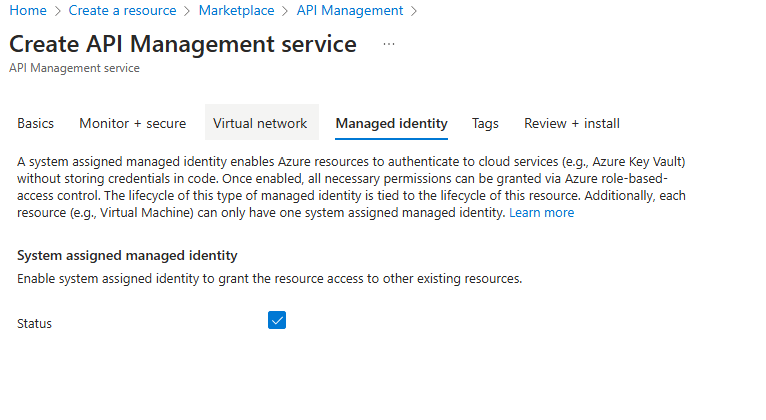 Home > Create a resource > Marketplace > API Management >
Create API Management service ...
API Management service
Basics Monitor + secure Virtual network Managed identity Tags Review + install
A system assigned managed identity enables Azure resources to authenticate to cloud services (e.g., Azure Key Vault)
without storing credentials in code. Once enabled, all necessary permissions can be granted via Azure role-based-
access control. The lifecycle of this type of managed identity is tied to the lifecycle of this resource. Additionally, each
resource (e.g., Virtual Machine) can only have one system assigned managed identity. Learn more
System assigned managed identity
Enable system assigned identity to grant the resource access to other existing resources.
Status